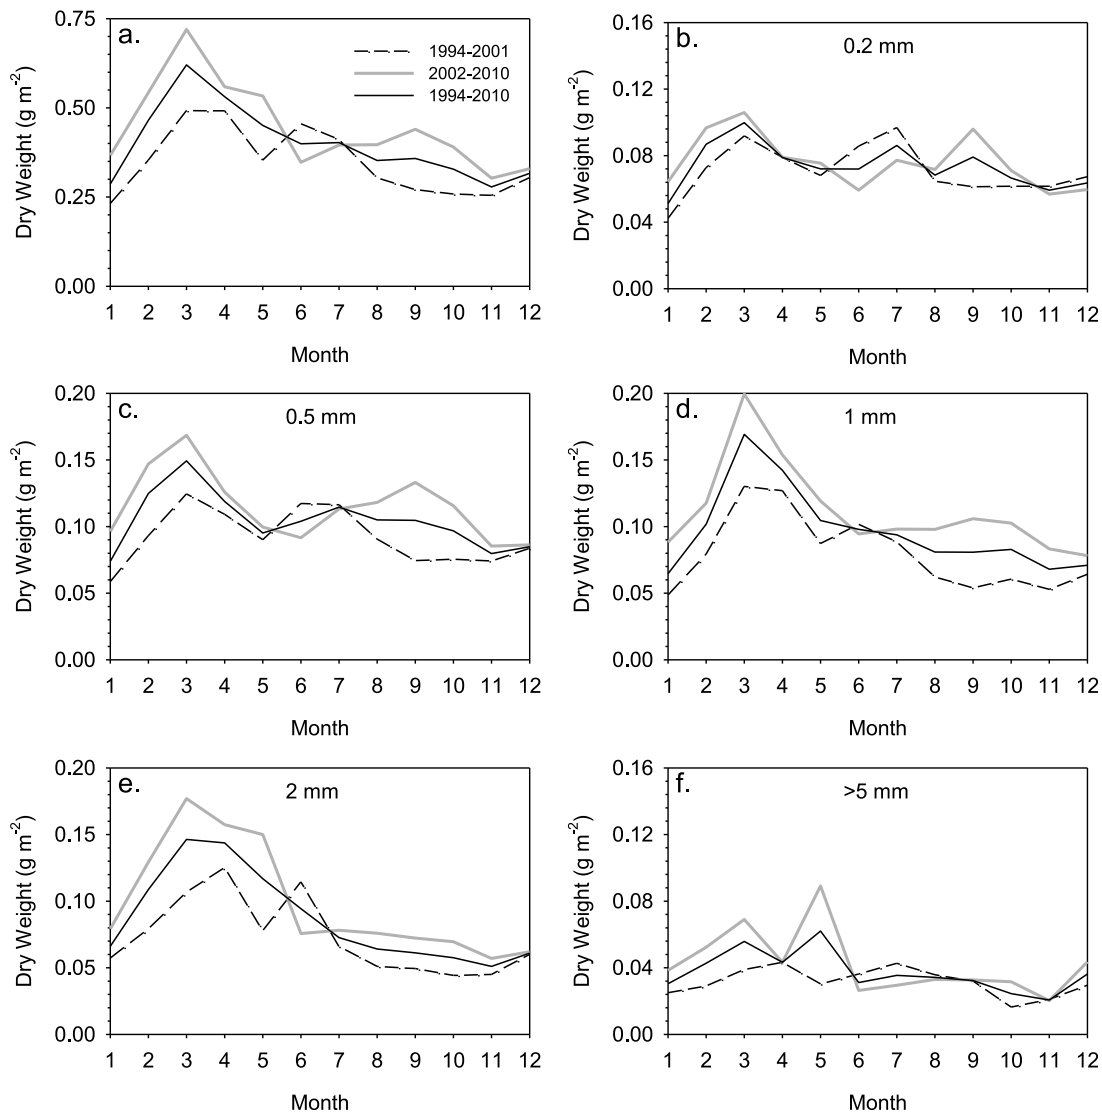 a.
1994-2001
2002-2010
1994-2010
Dry Weight (g m-2)
0.75
0.50
0.25
0.00
1 2 3 4 5 6 7 8 9 10 11 12
Month
b.
0.2 mm
Dry Weight (g m-2)
0.16
0.12
0.08
0.04
0.00
1 2 3 4 5 6 7 8 9 10 11 12
Month
c.
0.5 mm
Dry Weight (g m-2)
0.20
0.15
0.10
0.05
0.00
1 2 3 4 5 6 7 8 9 10 11 12
Month
d.
1 mm
Dry Weight (g m-2)
0.20
0.15
0.10
0.05
0.00
1 2 3 4 5 6 7 8 9 10 11 12
Month
e.
2 mm
Dry Weight (g m-2)
0.20
0.15
0.10
0.05
0.00
1 2 3 4 5 6 7 8 9 10 11 12
Month
f.
>5 mm
Dry Weight (g m-2)
0.16
0.12
0.08
0.04
0.00
1 2 3 4 5 6 7 8 9 10 11 12
Month